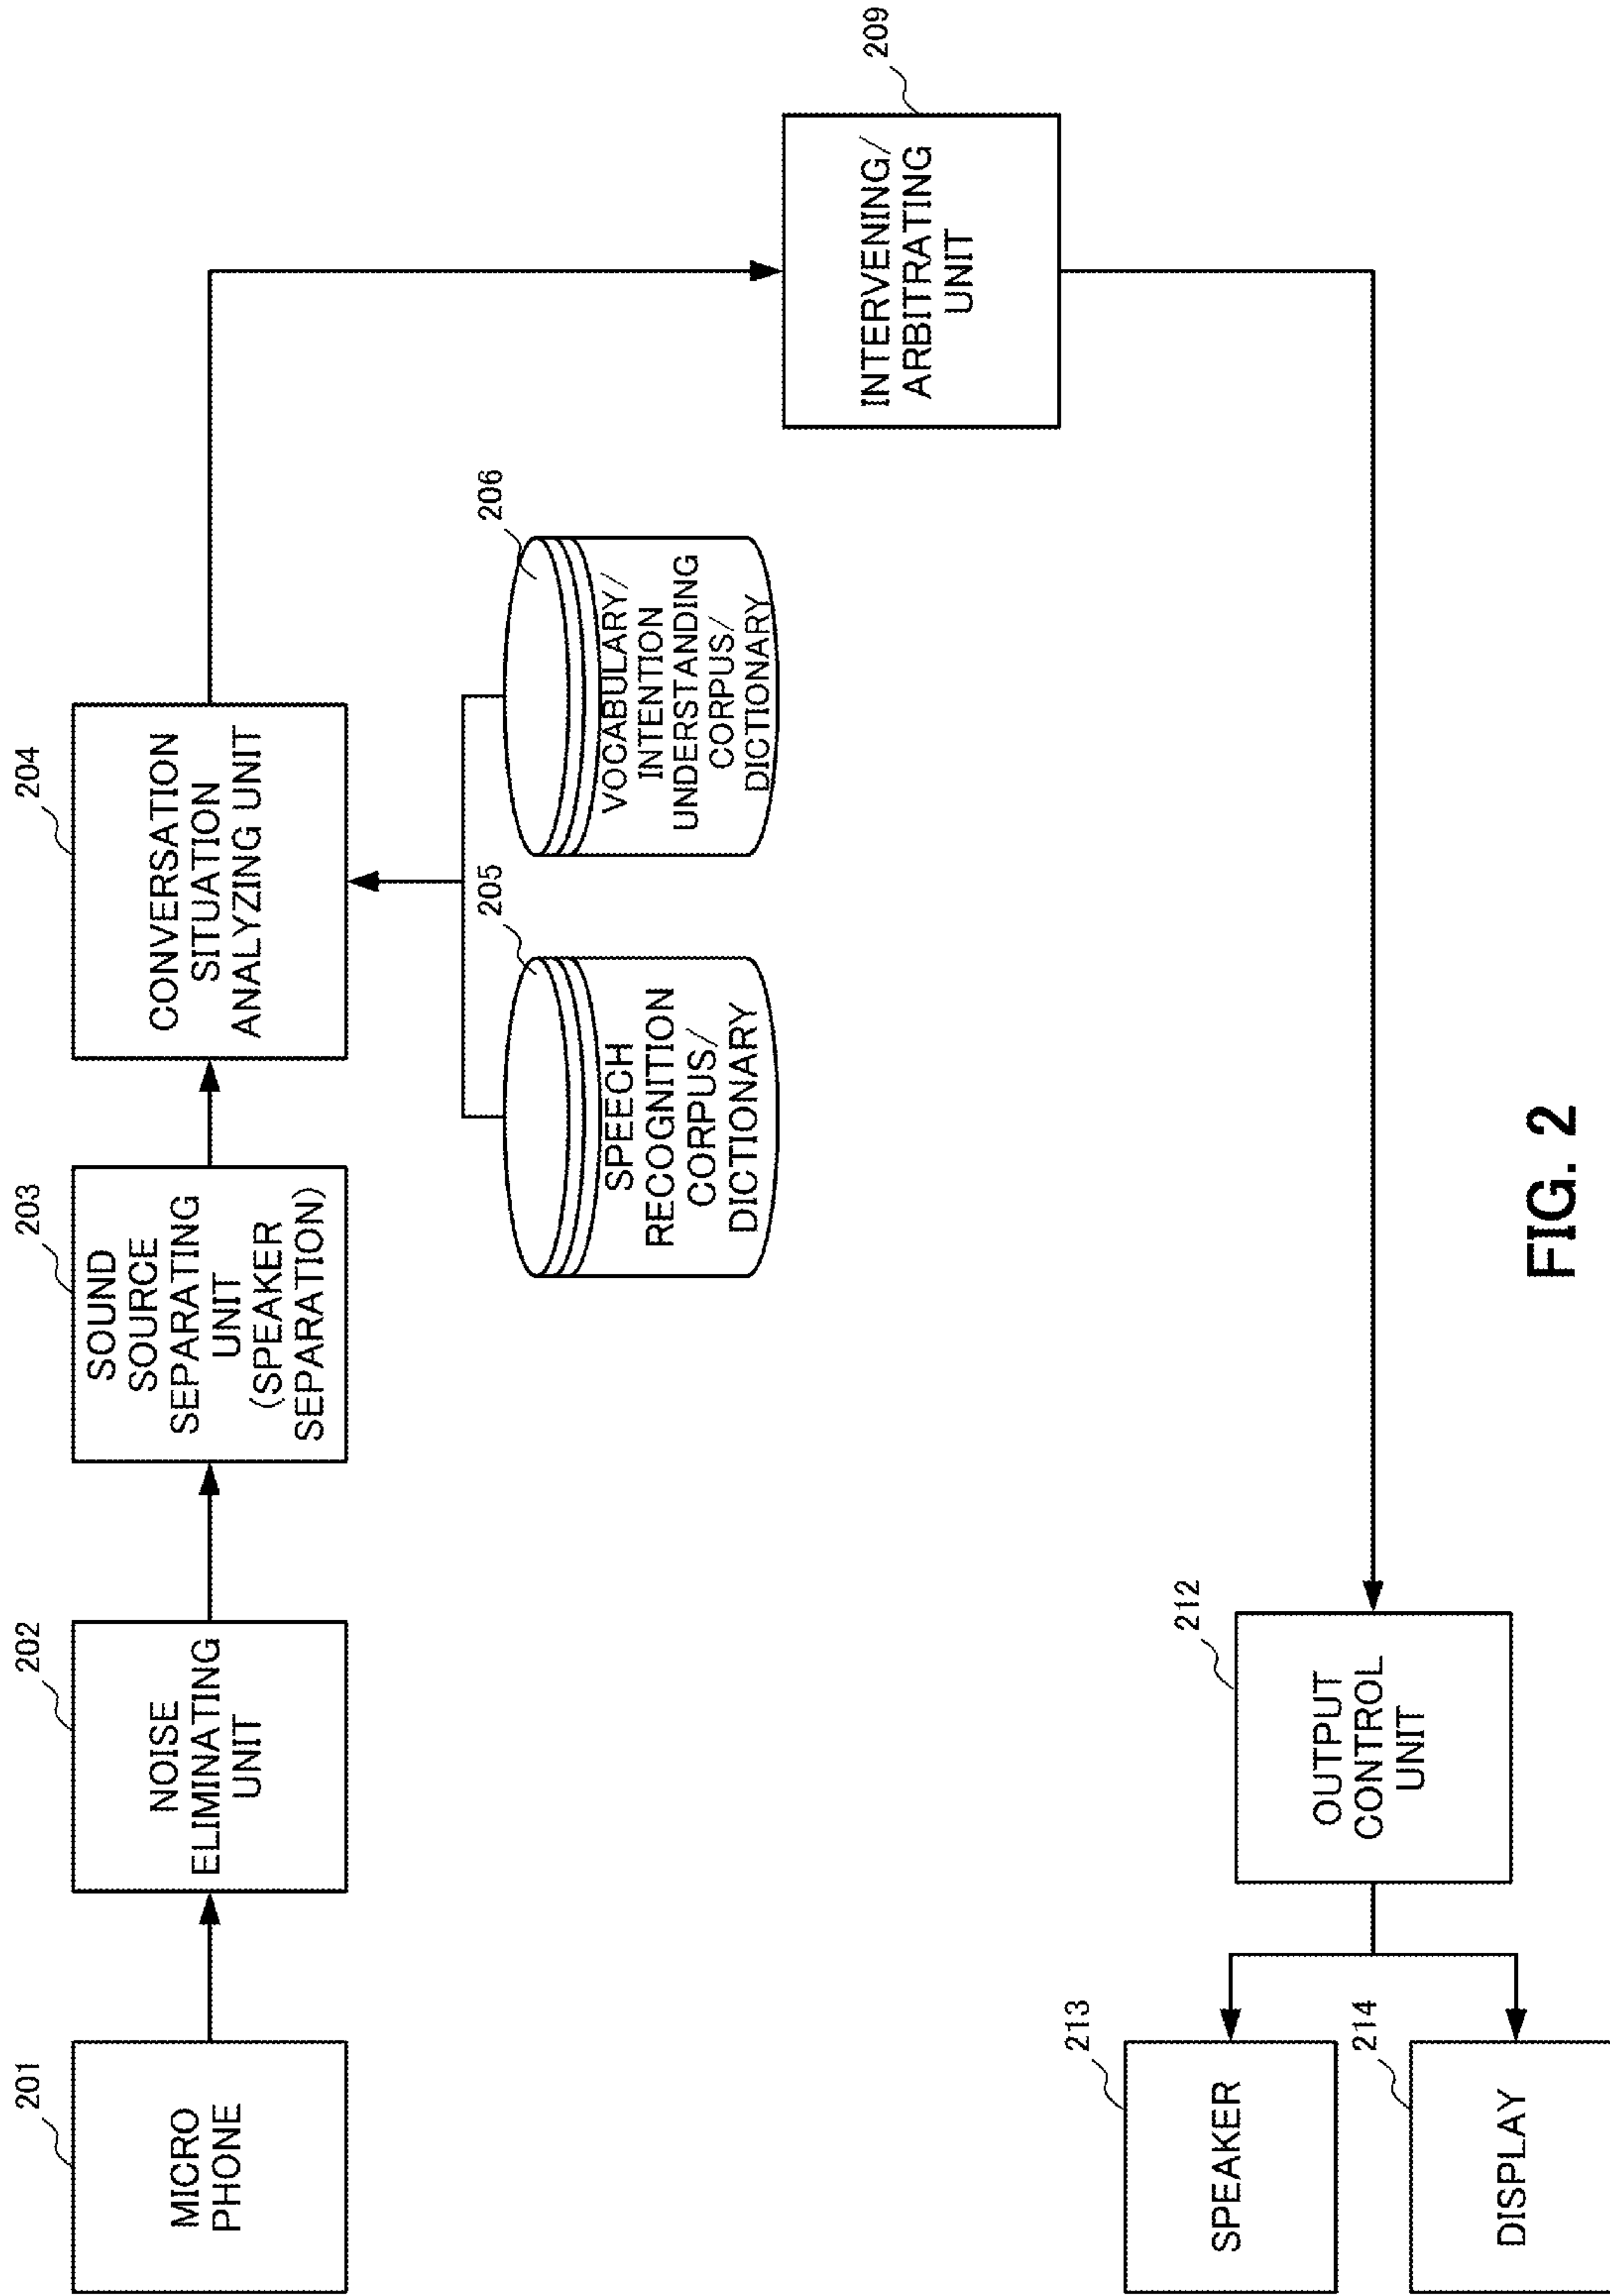 201
MICRO
PHONE
202
NOISE
ELIMINATING
UNIT
203
SOUND
SOURCE
SEPARATING
UNIT
(SPEAKER
SEPARATION)
204
CONVERSATION
SITUATION
ANALYZING UNIT
205
SPEECH
RECOGNITION
CORPUS/
DICTIONARY
206
VOCABULARY/
INTENTION
UNDERSTANDING
CORPUS/
DICTIONARY
209
INTERVENING/
ARBITRATING
UNIT
212
OUTPUT
CONTROL
UNIT
213
SPEAKER
214
DISPLAY
FIG. 2